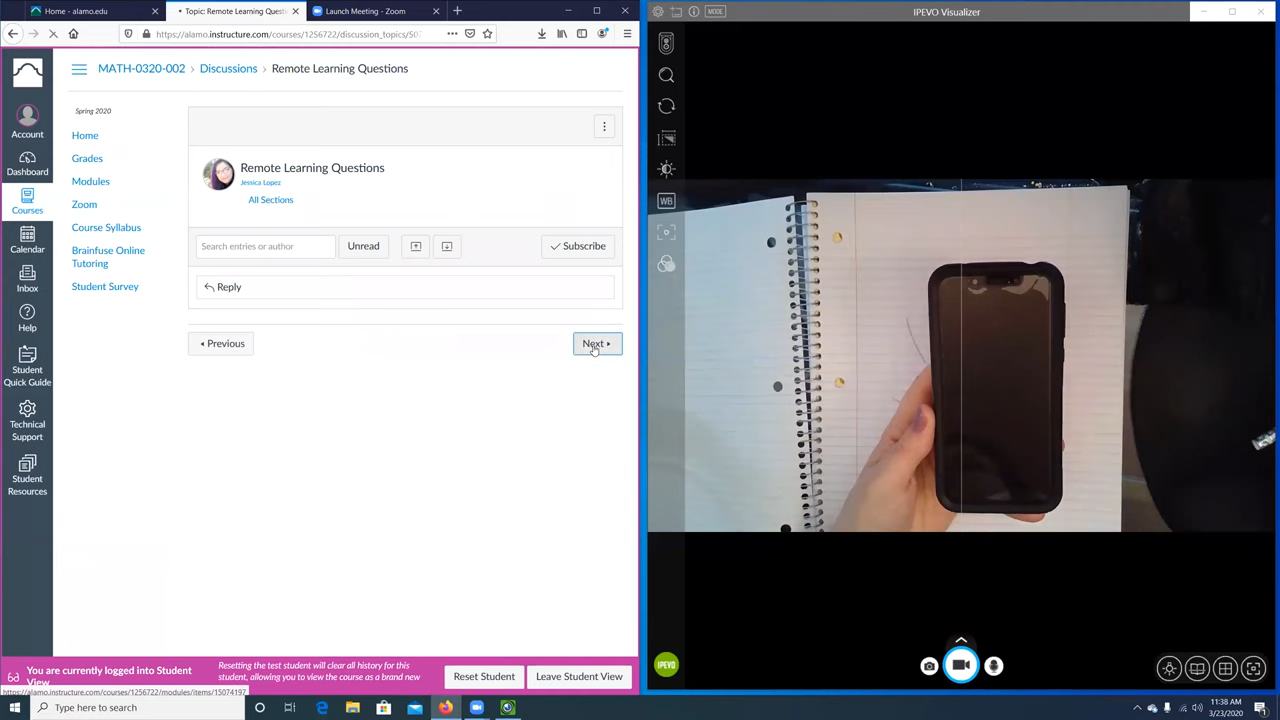 Home - alamo.edu
Topic: Remote Learning Questi
Launch Meeting - Zoom
https://alamo.instructure.com/courses/1256722/discussion_topics/507
MATH-0320-002 > Discussions > Remote Learning Questions
Account
Dashboard
Courses
Calendar
Inbox
Help
Student
Quick Guide
Technical
Support
Student
Resources
Spring 2020
Home
Grades
Modules
Zoom
Course Syllabus
Brainfuse Online
Tutoring
Student Survey
Remote Learning Questions
Jessica Lopez
All Sections
Search entries or author
Unread
Subscribe
Reply
Previous
Next
You are currently logged into Student
View
Resetting the test student will clear all history for this
student, allowing you to view the course as a brand new
Reset Student
Leave Student View
https://alamo.instructure.com/courses/1256722/modules/items/15074197
MODE
IPEVO Visualizer
WB
IPEVO
Type here to search
11:38 AM
3/23/2020
1